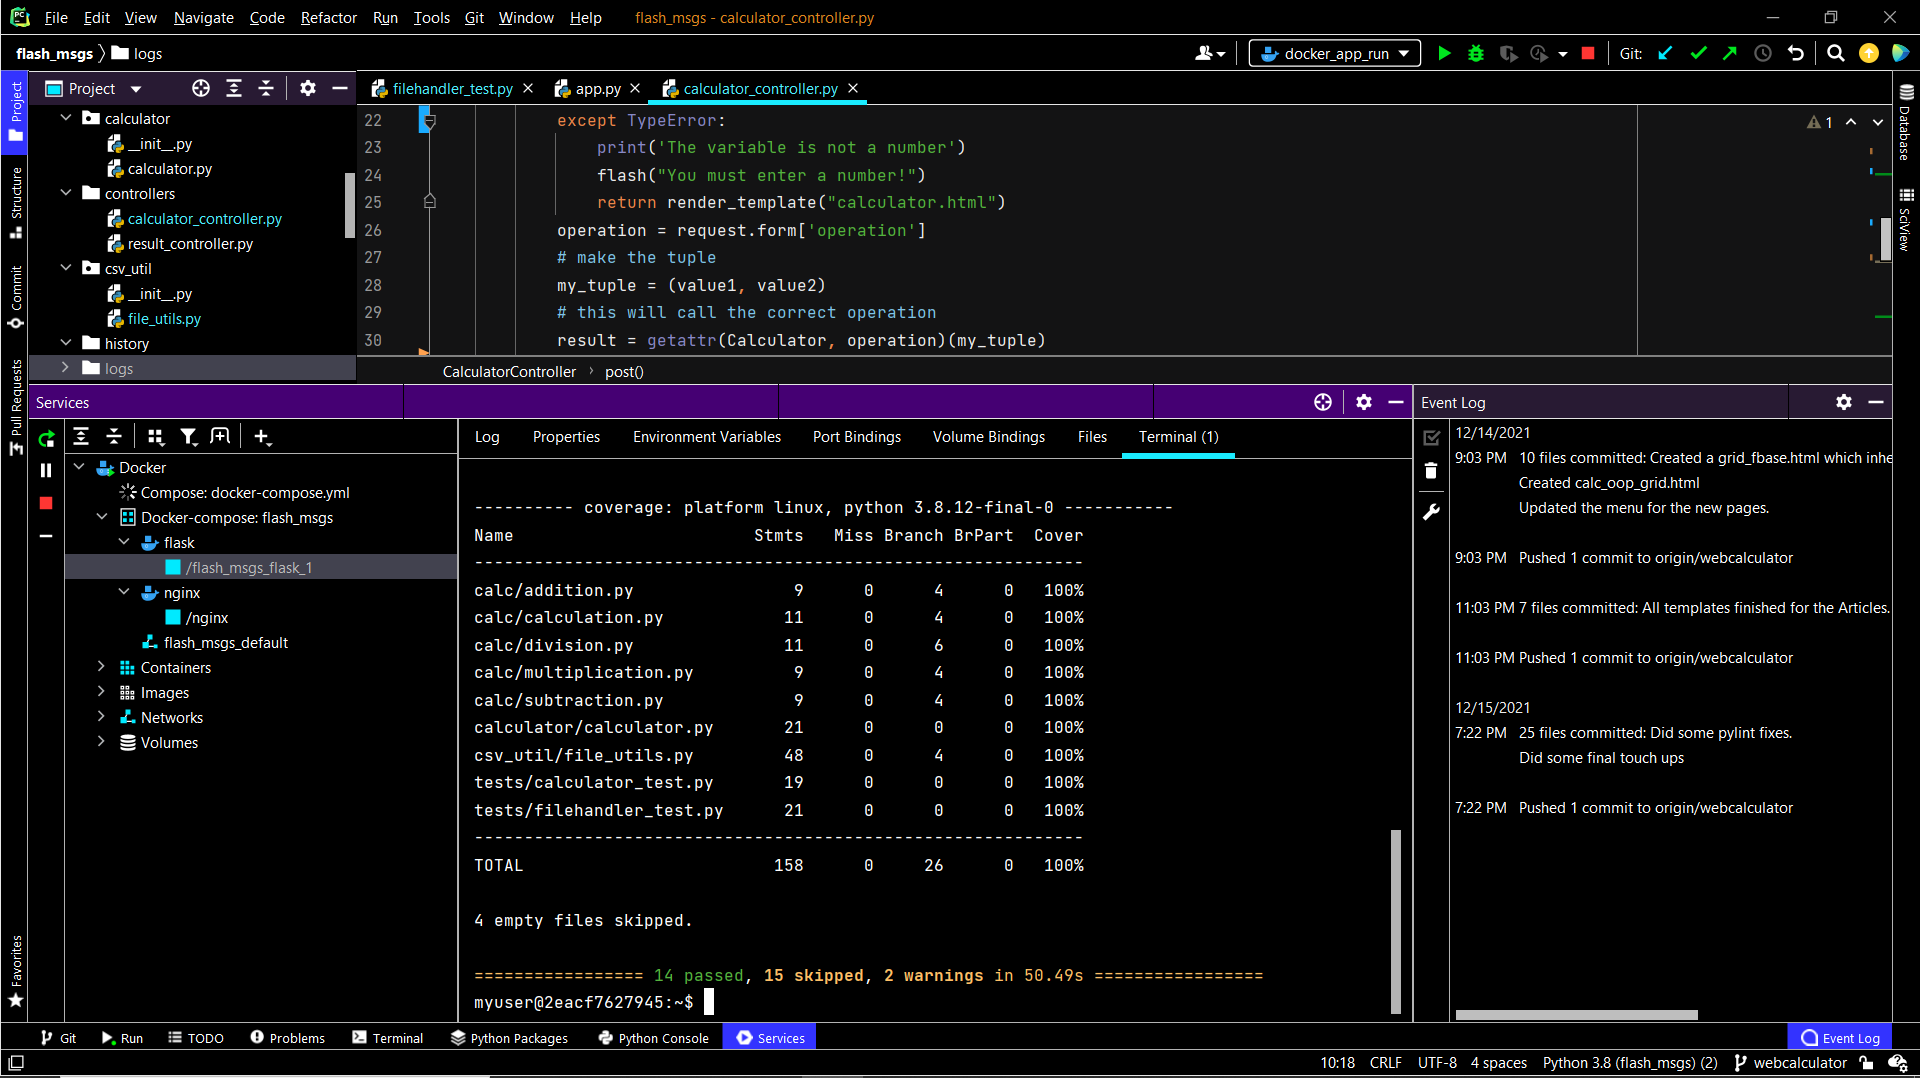 PC File Edit View Navigate Code Refactor Run Tools Git Window Help flash_msgs - calculator_controller.py
flash_msgs logs docker_app_run Git:
Project
filehandler_test.py app.py calculator_controller.py
calculator
__init__.py
calculator.py
controllers
calculator_controller.py
result_controller.py
csv_util
__init__.py
file_utils.py
history
logs
22 except TypeError:
23 print('The variable is not a number')
24 flash("You must enter a number!")
25 return render_template("calculator.html")
26 operation = request.form['operation']
27 # make the tuple
28 my_tuple = (value1, value2)
29 # this will call the correct operation
30 result = getattr(Calculator, operation)(my_tuple)
1
CalculatorController › post()
Project
Structure
Commit
Pull Requests
Favorites
Database
SciView
Services
Docker
Compose: docker-compose.yml
Docker-compose: flash_msgs
flask
/flash_msgs_flask_1
nginx
/nginx
flash_msgs_default
Containers
Images
Networks
Volumes
Log Properties Environment Variables Port Bindings Volume Bindings Files Terminal (1)
---------- coverage: platform linux, python 3.8.12-final-0 -----------
Name Stmts Miss Branch BrPart Cover
-------------------------------------------------------------
calc/addition.py 9 0 4 0 100%
calc/calculation.py 11 0 4 0 100%
calc/division.py 11 0 6 0 100%
calc/multiplication.py 9 0 4 0 100%
calc/subtraction.py 9 0 4 0 100%
calculator/calculator.py 21 0 0 0 100%
csv_util/file_utils.py 48 0 4 0 100%
tests/calculator_test.py 19 0 0 0 100%
tests/filehandler_test.py 21 0 0 0 100%
-------------------------------------------------------------
TOTAL 158 0 26 0 100%
4 empty files skipped.
================= 14 passed, 15 skipped, 2 warnings in 50.49s =================
myuser@2eacf7627945:~$
Event Log
12/14/2021
9:03 PM 10 files committed: Created a grid_fbase.html which inhe
Created calc_oop_grid.html
Updated the menu for the new pages.
9:03 PM Pushed 1 commit to origin/webcalculator
11:03 PM 7 files committed: All templates finished for the Articles.
11:03 PM Pushed 1 commit to origin/webcalculator
12/15/2021
7:22 PM 25 files committed: Did some pylint fixes.
Did some final touch ups
7:22 PM Pushed 1 commit to origin/webcalculator
Git Run TODO Problems Terminal Python Packages Python Console Services Event Log
10:18 CRLF UTF-8 4 spaces Python 3.8 (flash_msgs) (2) webcalculator